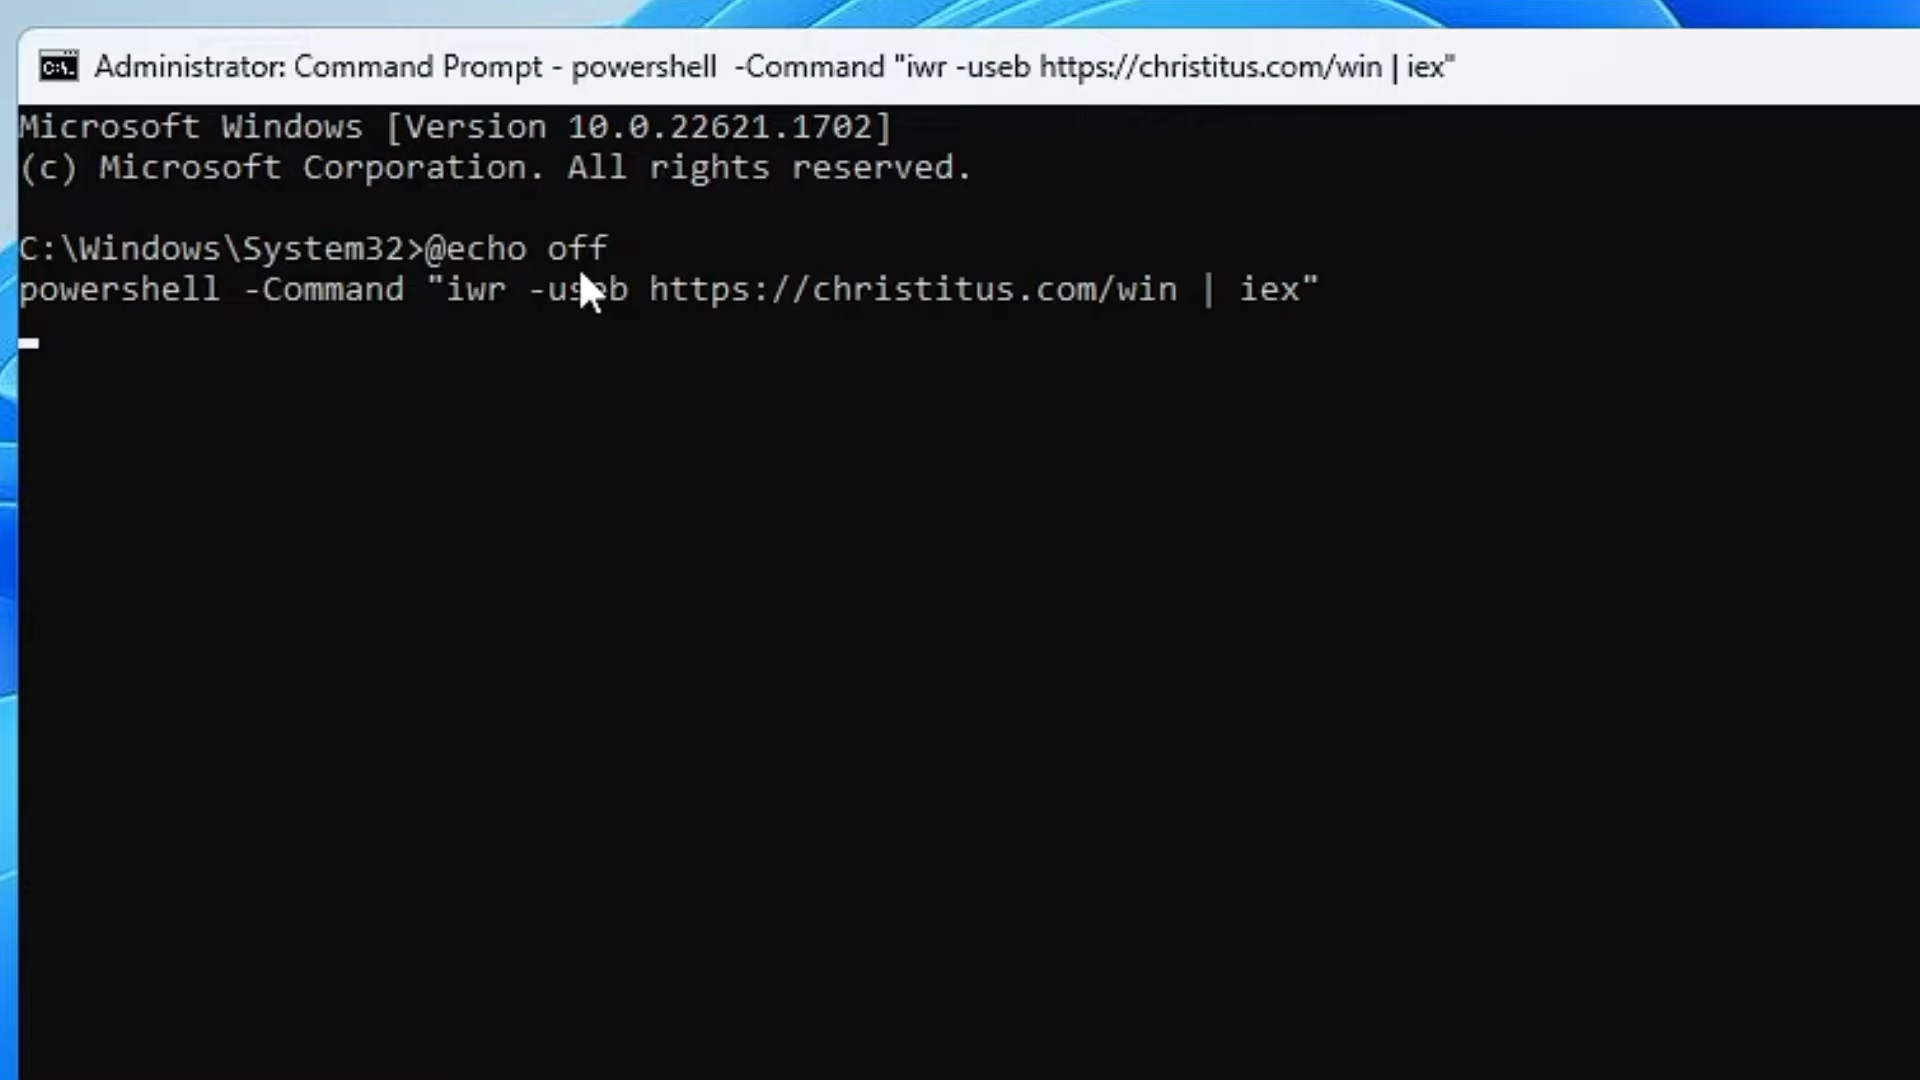 Administrator: Command Prompt - powershell  -Command "iwr -useb https://christitus.com/win | iex"
Microsoft Windows [Version 10.0.22621.1702]
(c) Microsoft Corporation. All rights reserved.
C:\Windows\System32>@echo off
powershell -Command "iwr -useb https://christitus.com/win | iex"